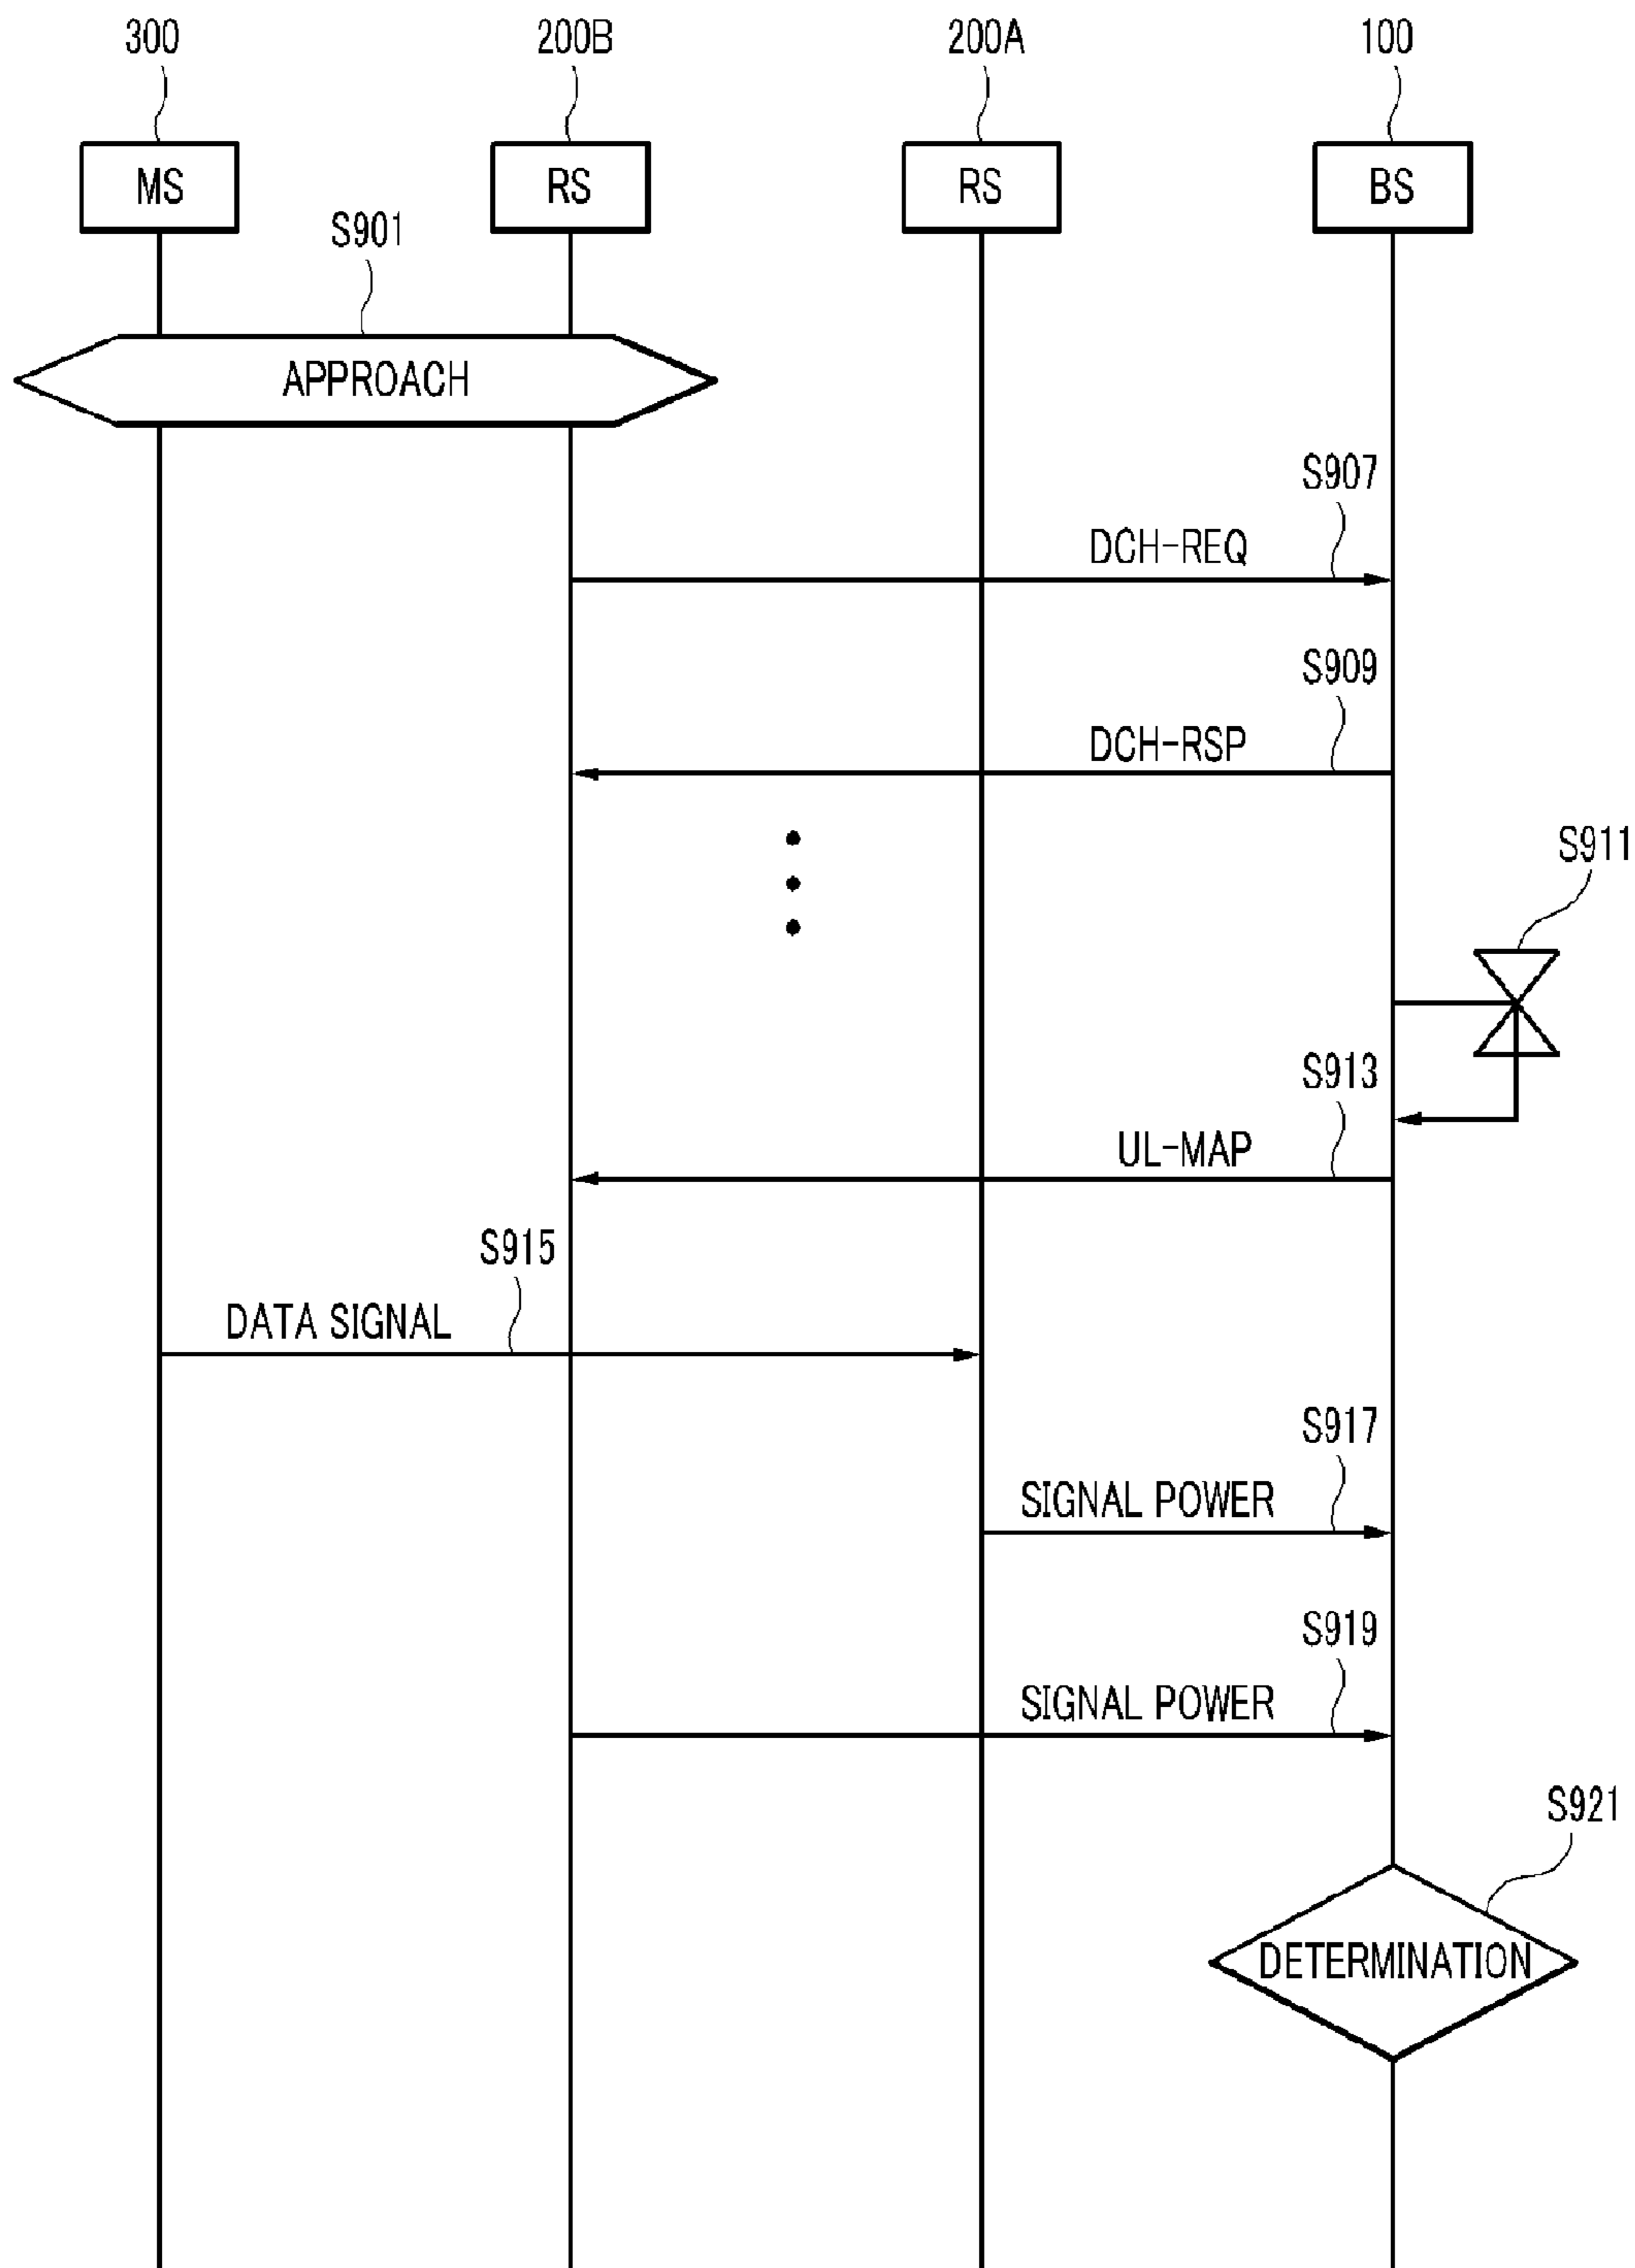 300
200B
200A
100
MS
RS
RS
BS
S901
APPROACH
S907
DCH-REQ
S909
DCH-RSP
S911
S913
UL-MAP
S915
DATA SIGNAL
S917
SIGNAL POWER
S919
SIGNAL POWER
S921
DETERMINATION